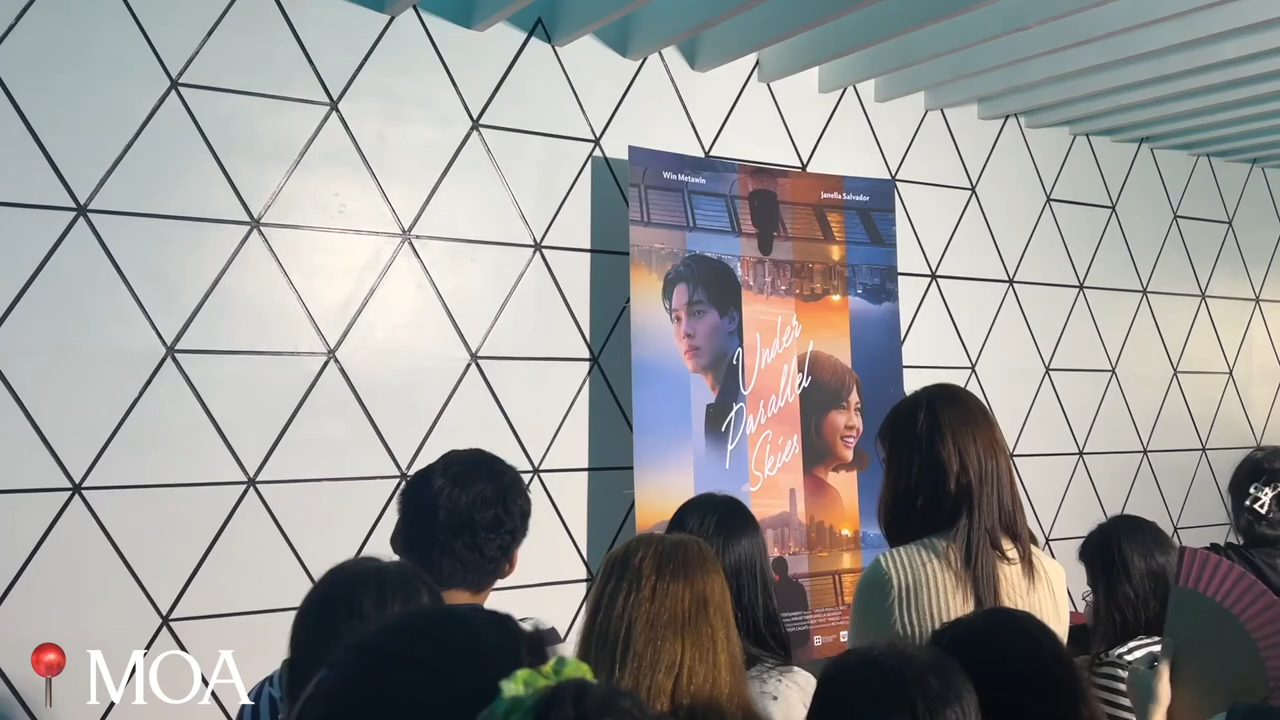 Win Metawin
Janella Salvador
Under
Parallel
Skies
MOA